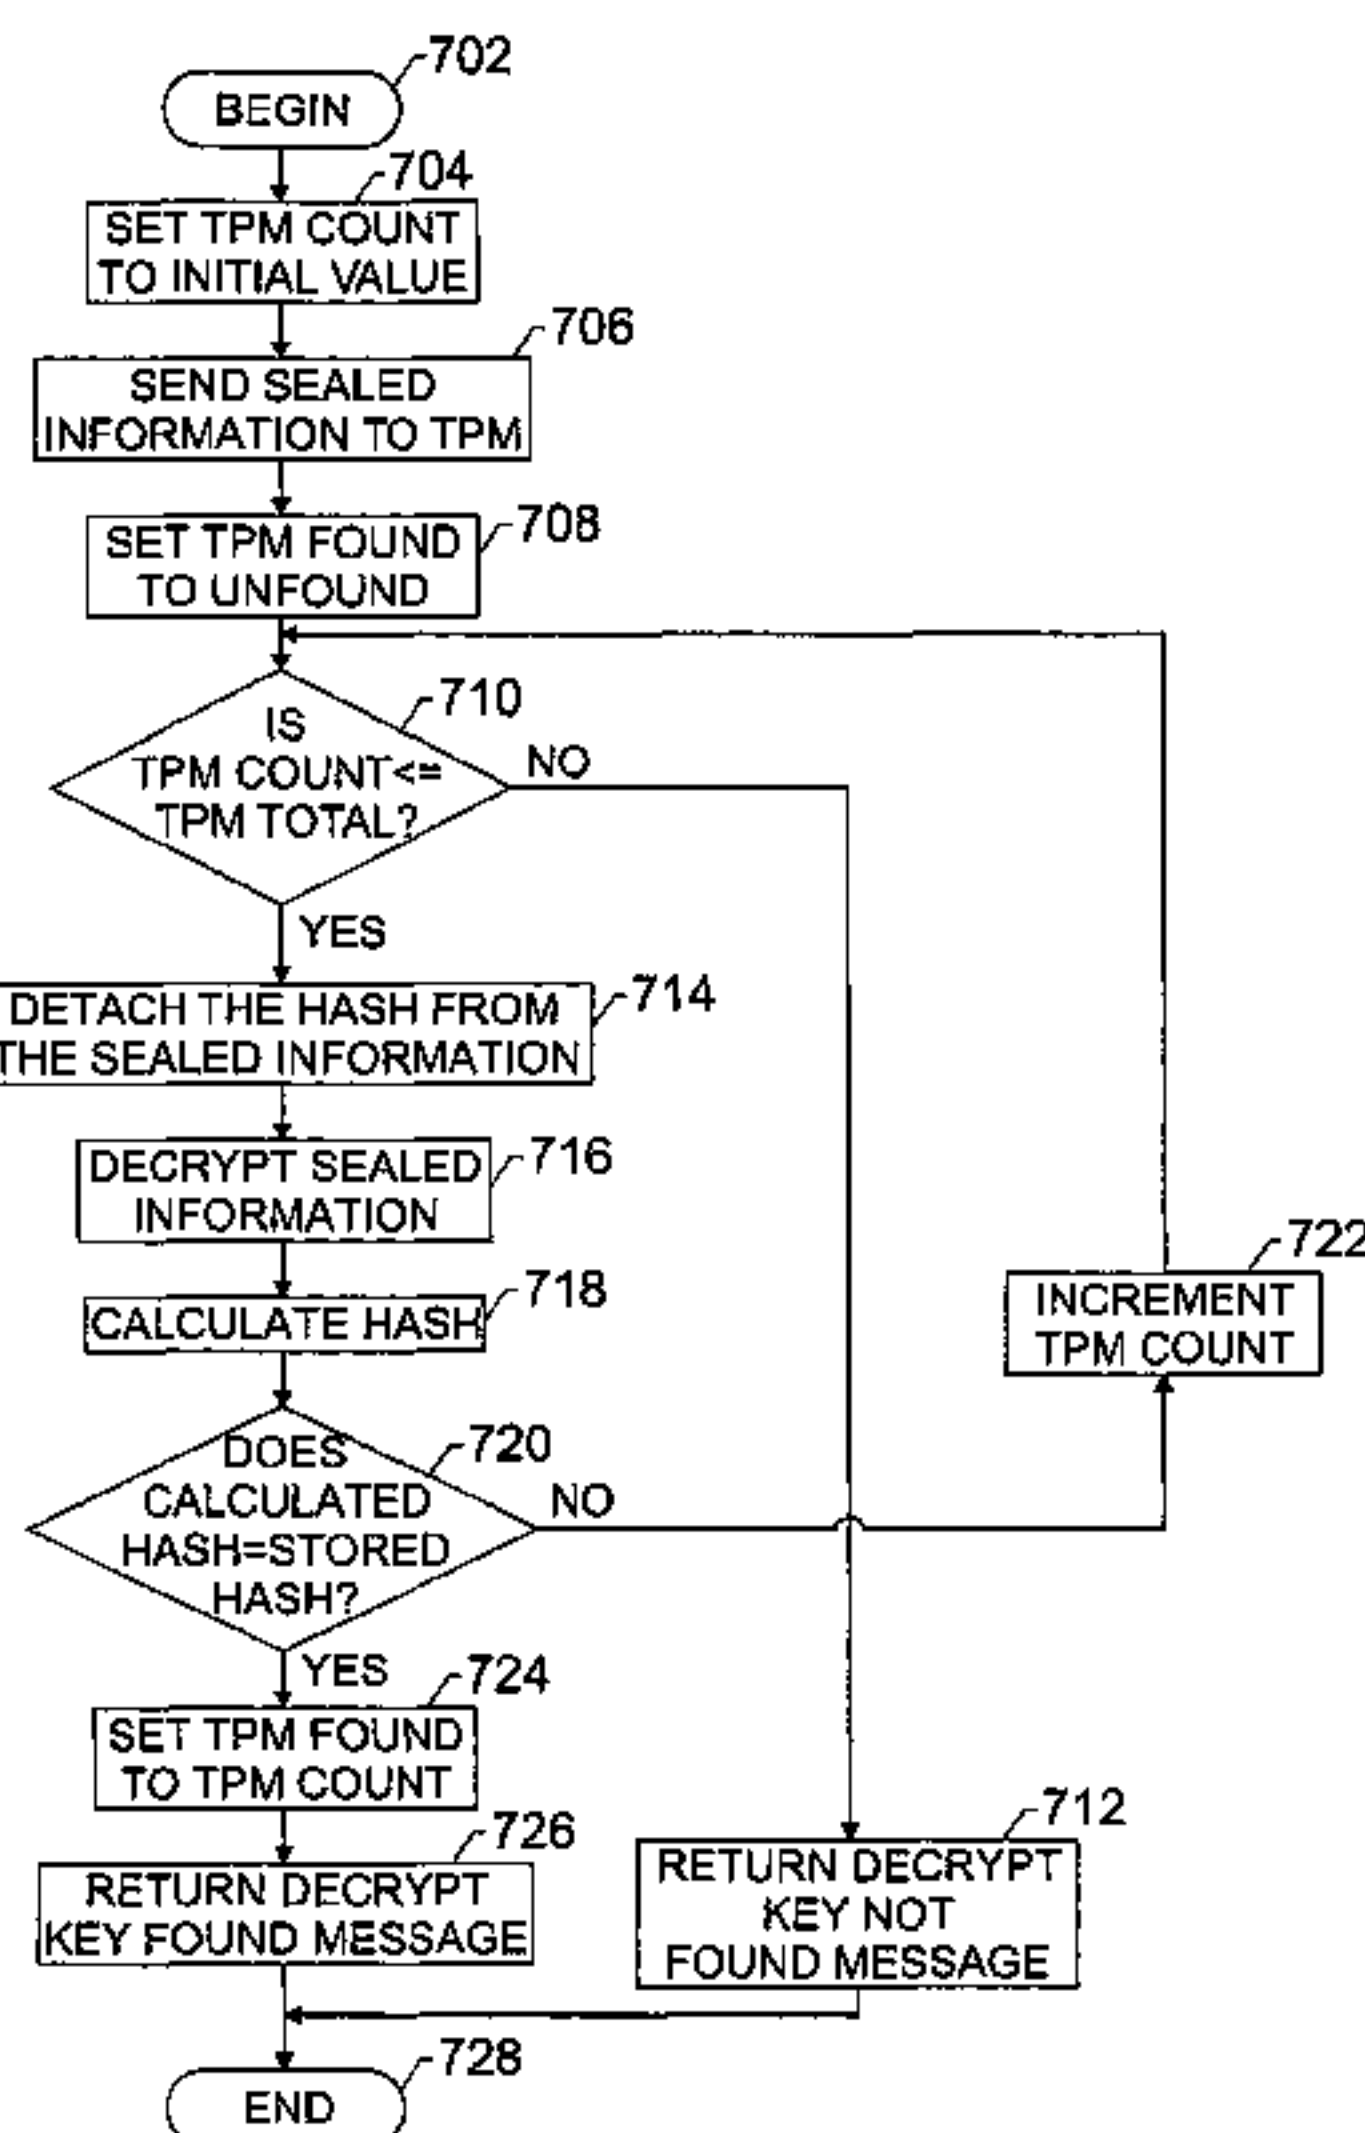 702
BEGIN
704
SET TPM COUNT
TO INITIAL VALUE
706
SEND SEALED
INFORMATION TO TPM
708
SET TPM FOUND
TO UNFOUND
710
IS
TPM COUNT<=
TPM TOTAL?
NO
YES
714
DETACH THE HASH FROM
THE SEALED INFORMATION
716
DECRYPT SEALED
INFORMATION
718
CALCULATE HASH
722
INCREMENT
TPM COUNT
720
DOES
CALCULATED
HASH=STORED
HASH?
NO
YES
724
SET TPM FOUND
TO TPM COUNT
726
RETURN DECRYPT
KEY FOUND MESSAGE
712
RETURN DECRYPT
KEY NOT
FOUND MESSAGE
728
END